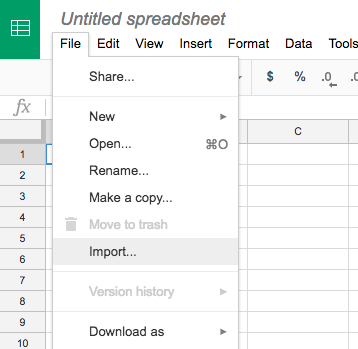 Untitled spreadsheet
File Edit View Insert Format Data Tools
Share... $ % .0
fx
New
C
Open... ⌘O
1
Rename...
2
Make a copy...
3
Move to trash
4
5
Import...
6
7
Version history
8
9
Download as
10